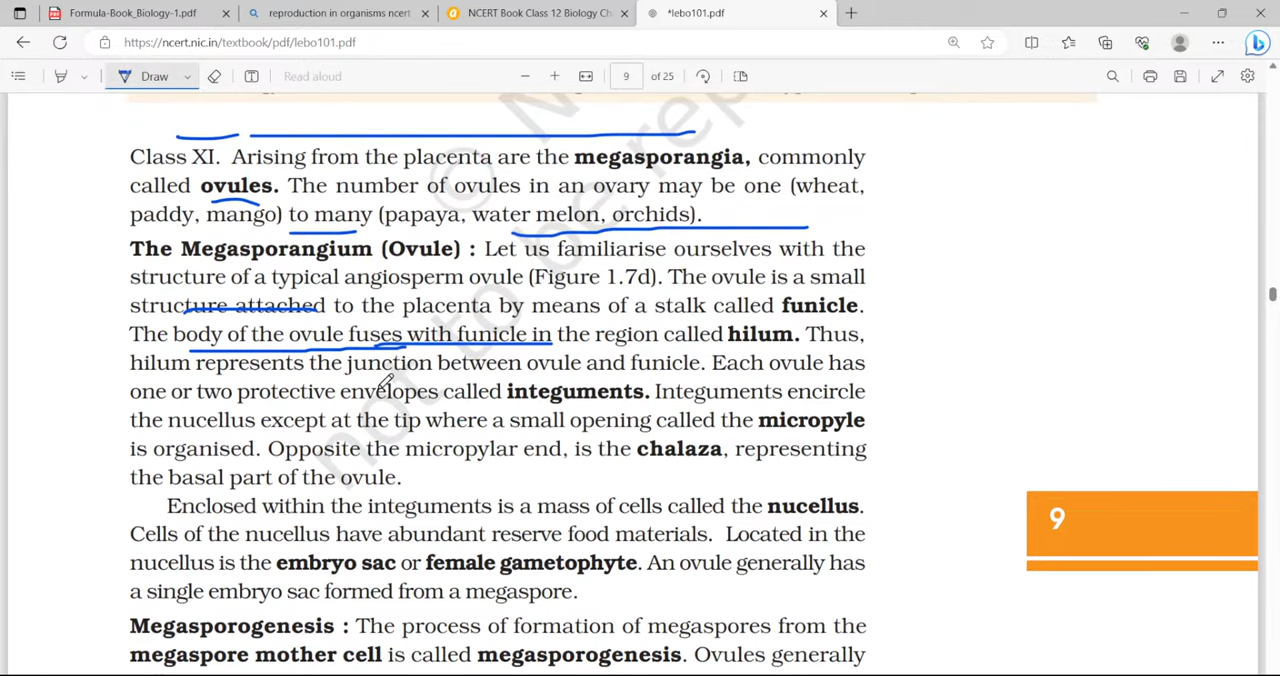 Formula-Book_Biology-1.pdf
reproduction in organisms ncert
NCERT Book Class 12 Biology Ch
*lebo101.pdf
https://ncert.nic.in/textbook/pdf/lebo101.pdf
Draw
Read aloud
9 of 25
Class XI. Arising from the placenta are the megasporangia, commonly
called ovules. The number of ovules in an ovary may be one (wheat,
paddy, mango) to many (papaya, water melon, orchids).
The Megasporangium (Ovule) : Let us familiarise ourselves with the
structure of a typical angiosperm ovule (Figure 1.7d). The ovule is a small
structure attached to the placenta by means of a stalk called funicle.
The body of the ovule fuses with funicle in the region called hilum. Thus,
hilum represents the junction between ovule and funicle. Each ovule has
one or two protective envelopes called integuments. Integuments encircle
the nucellus except at the tip where a small opening called the micropyle
is organised. Opposite the micropylar end, is the chalaza, representing
the basal part of the ovule.
Enclosed within the integuments is a mass of cells called the nucellus.
Cells of the nucellus have abundant reserve food materials. Located in the
nucellus is the embryo sac or female gametophyte. An ovule generally has
a single embryo sac formed from a megaspore.
Megasporogenesis : The process of formation of megaspores from the
megaspore mother cell is called megasporogenesis. Ovules generally
9
© N
not to be rep